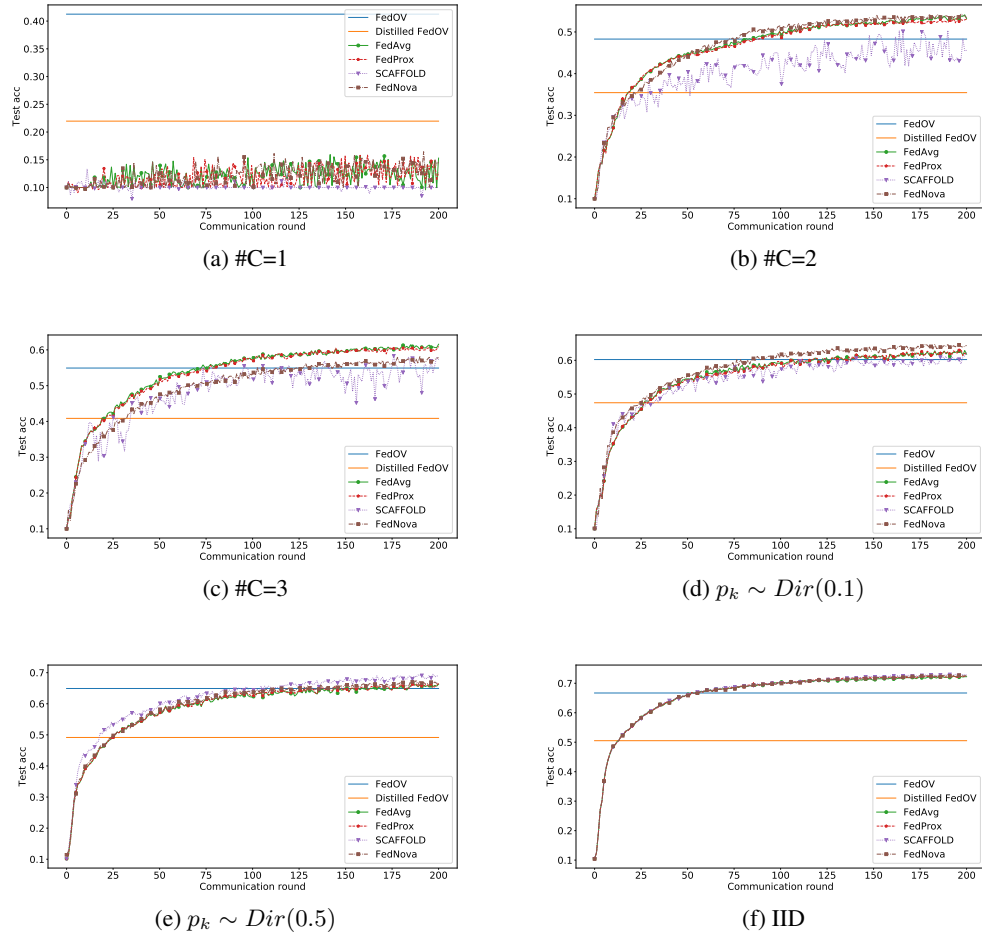 0.40
0.35
0.30
0.25
0.20
0.15
0.10
Test acc
0 25 50 75 100 125 150 175 200
Communication round
FedOV
Distilled FedOV
FedAvg
FedProx
SCAFFOLD
FedNova
(a) #C=1
0.5
0.4
0.3
0.2
0.1
Test acc
0 25 50 75 100 125 150 175 200
Communication round
FedOV
Distilled FedOV
FedAvg
FedProx
SCAFFOLD
FedNova
(b) #C=2
0.6
0.5
0.4
0.3
0.2
0.1
Test acc
0 25 50 75 100 125 150 175 200
Communication round
FedOV
Distilled FedOV
FedAvg
FedProx
SCAFFOLD
FedNova
(c) #C=3
0.6
0.5
0.4
0.3
0.2
0.1
Test acc
0 25 50 75 100 125 150 175 200
Communication round
FedOV
Distilled FedOV
FedAvg
FedProx
SCAFFOLD
FedNova
(d) p_k ∼ Dir(0.1)
0.7
0.6
0.5
0.4
0.3
0.2
0.1
Test acc
0 25 50 75 100 125 150 175 200
Communication round
FedOV
Distilled FedOV
FedAvg
FedProx
SCAFFOLD
FedNova
(e) p_k ∼ Dir(0.5)
0.7
0.6
0.5
0.4
0.3
0.2
0.1
Test acc
0 25 50 75 100 125 150 175 200
Communication round
FedOV
Distilled FedOV
FedAvg
FedProx
SCAFFOLD
FedNova
(f) IID